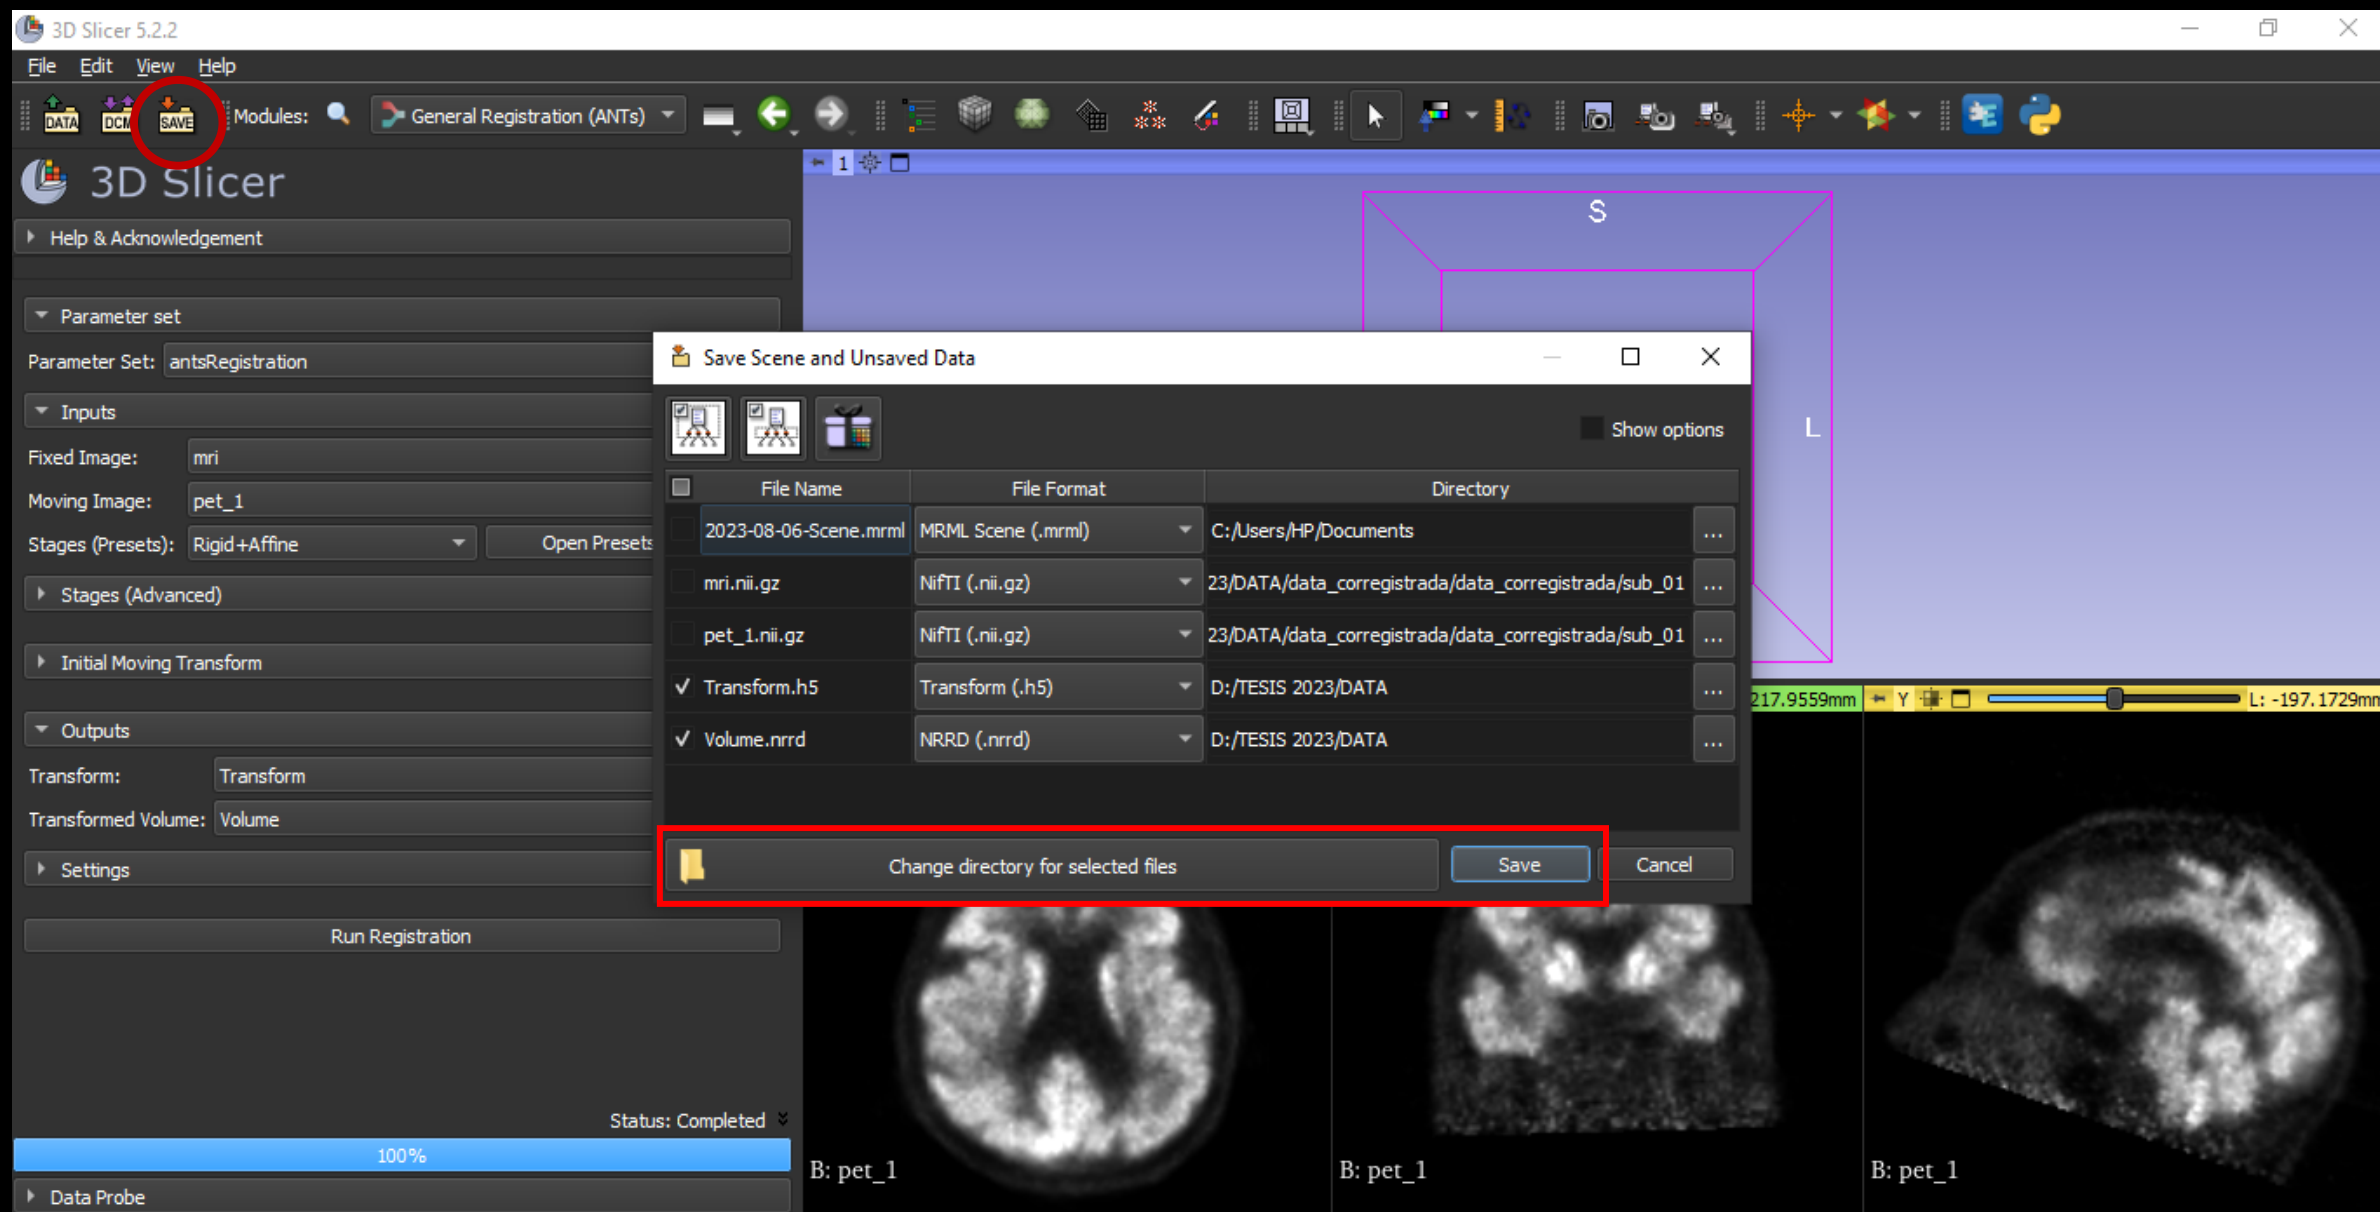 3D Slicer 5.2.2
File Edit View Help
DATA DCM SAVE Modules: General Registration (ANTs)
3D Slicer
1
S
Help & Acknowledgement
Parameter set
Parameter Set: antsRegistration
Save Scene and Unsaved Data
Inputs
Show options
L
Fixed Image: mri
File Name File Format Directory
Moving Image: pet_1
2023-08-06-Scene.mrml MRML Scene (.mrml) C:/Users/HP/Documents ...
Stages (Presets): Rigid+Affine Open Presets
mri.nii.gz NifTI (.nii.gz) 23/DATA/data_corregistrada/data_corregistrada/sub_01 ...
Stages (Advanced)
pet_1.nii.gz NifTI (.nii.gz) 23/DATA/data_corregistrada/data_corregistrada/sub_01 ...
Initial Moving Transform
Transform.h5 Transform (.h5) D:/TESIS 2023/DATA ...
217.9559mm Y L: -197.1729mm
Outputs
Volume.nrrd NRRD (.nrrd) D:/TESIS 2023/DATA ...
Transform: Transform
Transformed Volume: Volume
Settings
Change directory for selected files Save Cancel
Run Registration
Status: Completed
100%
B: pet_1 B: pet_1 B: pet_1
Data Probe